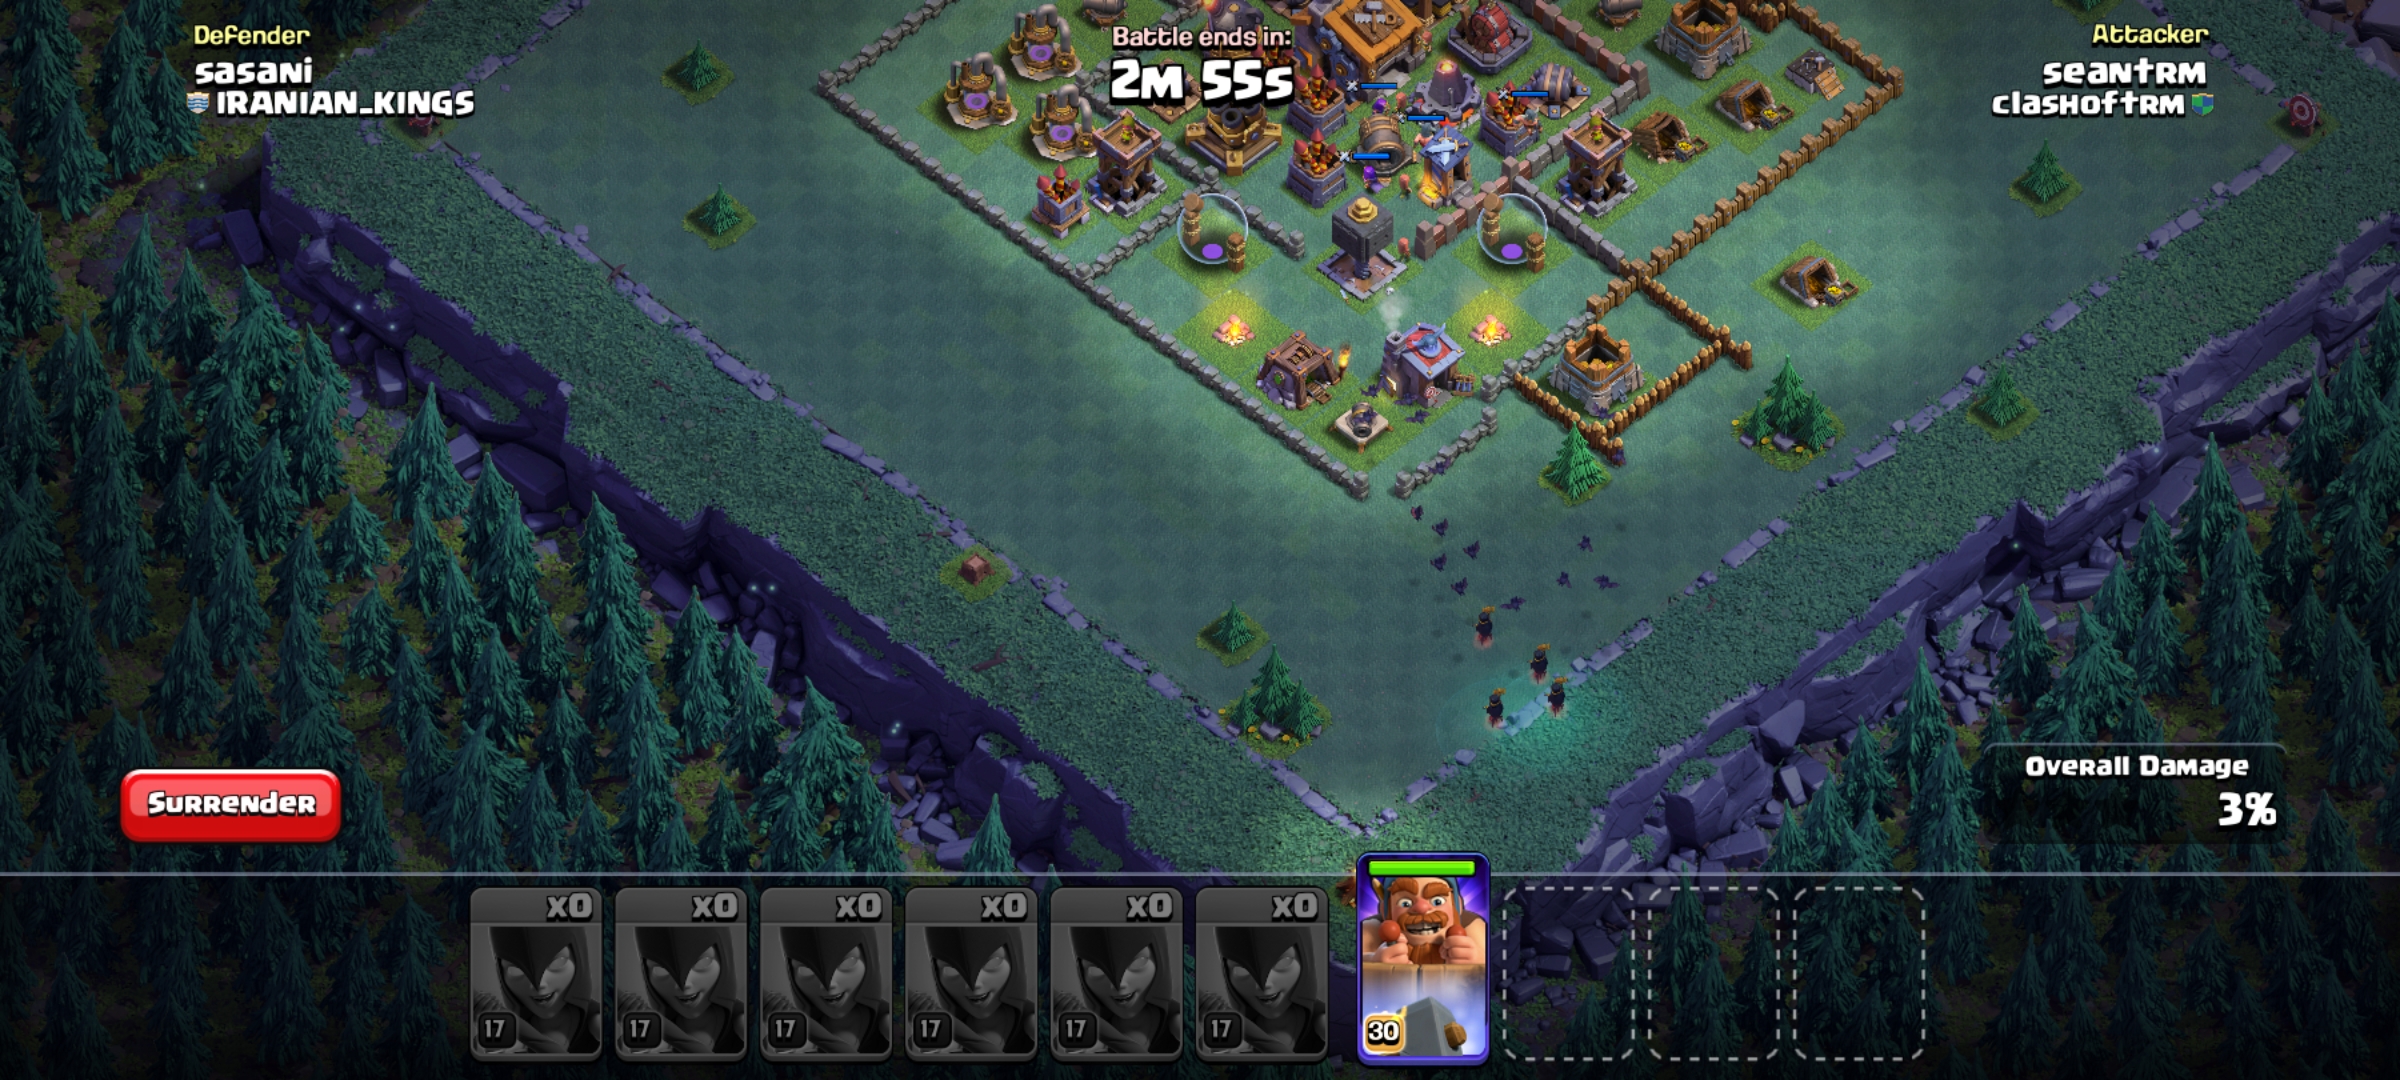 Defender
sasani
IRANIAN_KINGS
Battle ends in:
2M 55s
Attacker
seantRM
clashoftRM
Surrender
Overall Damage
3%
x0
x0
x0
x0
x0
x0
17
17
17
17
17
17
30